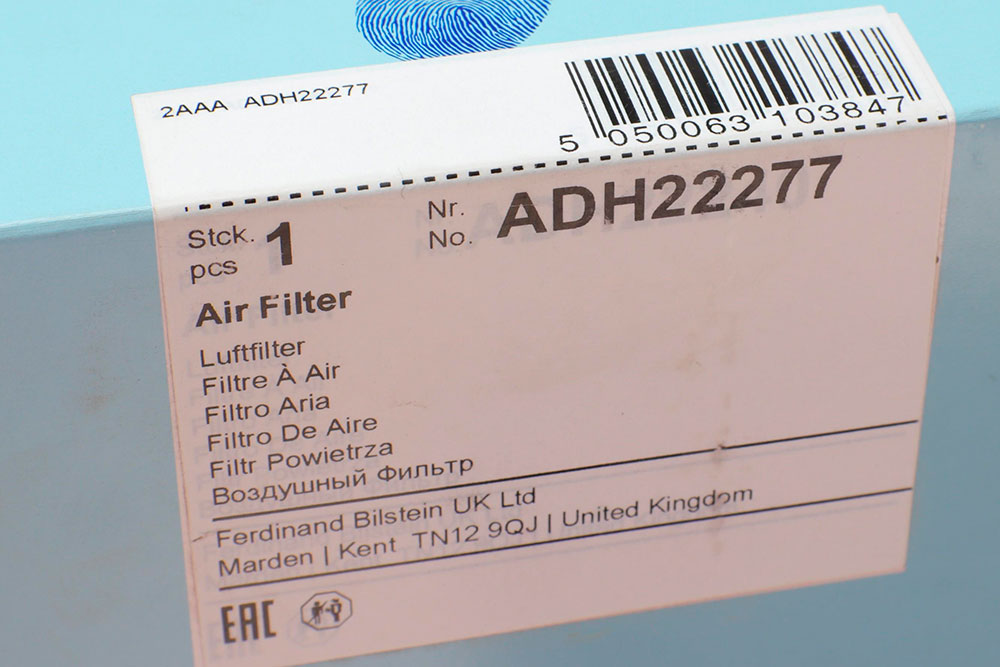 2AAA ADH22277
5 050063 103847
Stck. 1 Nr. ADH22277
pcs No.
Air Filter
Luftfilter
Filtre À Air
Filtro Aria
Filtro De Aire
Filtr Powietrza
Воздушный Фильтр
Ferdinand Bilstein UK Ltd
Marden | Kent TN12 9QJ | United Kingdom
EAC